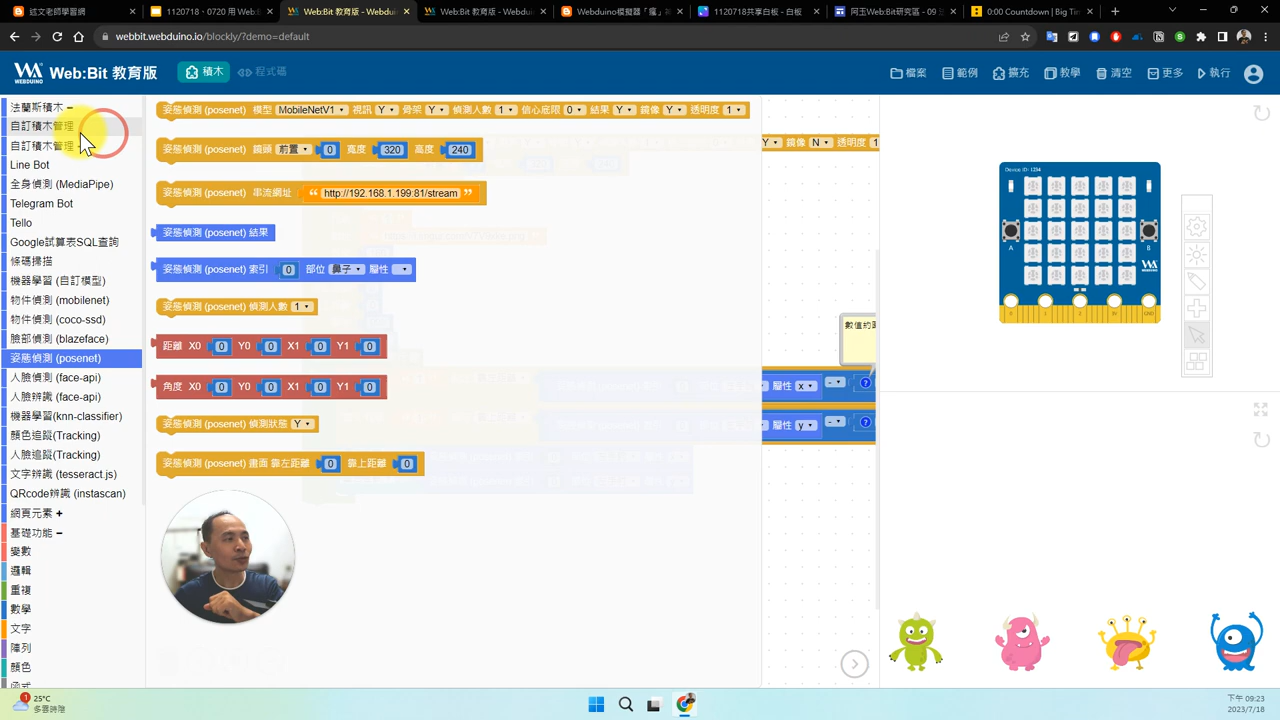 這文老師學習網
1120718、0720 用 Web:B
Web:Bit 教育版 - Webdui
Web:Bit 教育版 - Webdui
Webduino模擬器「瘋」
1120718共享白板 - 白板
阿玉Web:Bit研究區 - 09
0:00 Countdown | Big Tim
webbit.webduino.io/blockly/?demo=default
Web:Bit 教育版
積木
程式碼
檔案
範例
擴充
教學
清空
更多
執行
法蘭斯積木
自訂積木管理
自訂積木管理
Line Bot
全身偵測 (MediaPipe)
Telegram Bot
Tello
Google試算表SQL查詢
條碼掃描
機器學習 (自訂模型)
物件偵測 (mobilenet)
物件偵測 (coco-ssd)
臉部偵測 (blazeface)
姿態偵測 (posenet)
人臉偵測 (face-api)
人臉辨識 (face-api)
機器學習(knn-classifier)
顏色追蹤(Tracking)
人臉追蹤(Tracking)
文字辨識 (tesseract.js)
QRcode辨識 (instascan)
網頁元素 +
基礎功能 −
變數
邏輯
重複
數學
文字
陣列
顏色
函式
姿態偵測 (posenet) 模型 MobileNetV1 視訊 Y 骨架 Y 偵測人數 1 信心底限 0 結果 Y 鏡像 Y 透明度 1
姿態偵測 (posenet) 鏡頭 前置 0 寬度 320 高度 240
姿態偵測 (posenet) 串流網址 “ http://192.168.1.199:81/stream ”
姿態偵測 (posenet) 結果
姿態偵測 (posenet) 索引 0 部位 鼻子 屬性
姿態偵測 (posenet) 偵測人數 1
距離 X0 0 Y0 0 X1 0 Y1 0
角度 X0 0 Y0 0 X1 0 Y1 0
姿態偵測 (posenet) 偵測狀態 Y
姿態偵測 (posenet) 畫面 靠左距離 0 靠上距離 0
Y 鏡像 N 透明度 1
數值約
屬性 x - ?
屬性 y - ?
Device ID: 1234
A
B
25°C
多雲時陰
下午 09:23
2023/7/18